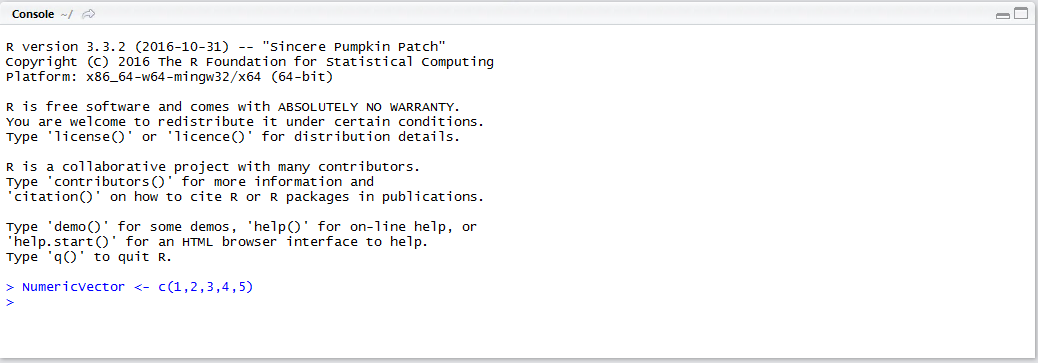 Console ~/
R version 3.3.2 (2016-10-31) -- "Sincere Pumpkin Patch"
Copyright (C) 2016 The R Foundation for Statistical Computing
Platform: x86_64-w64-mingw32/x64 (64-bit)
R is free software and comes with ABSOLUTELY NO WARRANTY.
You are welcome to redistribute it under certain conditions.
Type 'license()' or 'licence()' for distribution details.
R is a collaborative project with many contributors.
Type 'contributors()' for more information and
'citation()' on how to cite R or R packages in publications.
Type 'demo()' for some demos, 'help()' for on-line help, or
'help.start()' for an HTML browser interface to help.
Type 'q()' to quit R.
> NumericVector <- c(1,2,3,4,5)
>